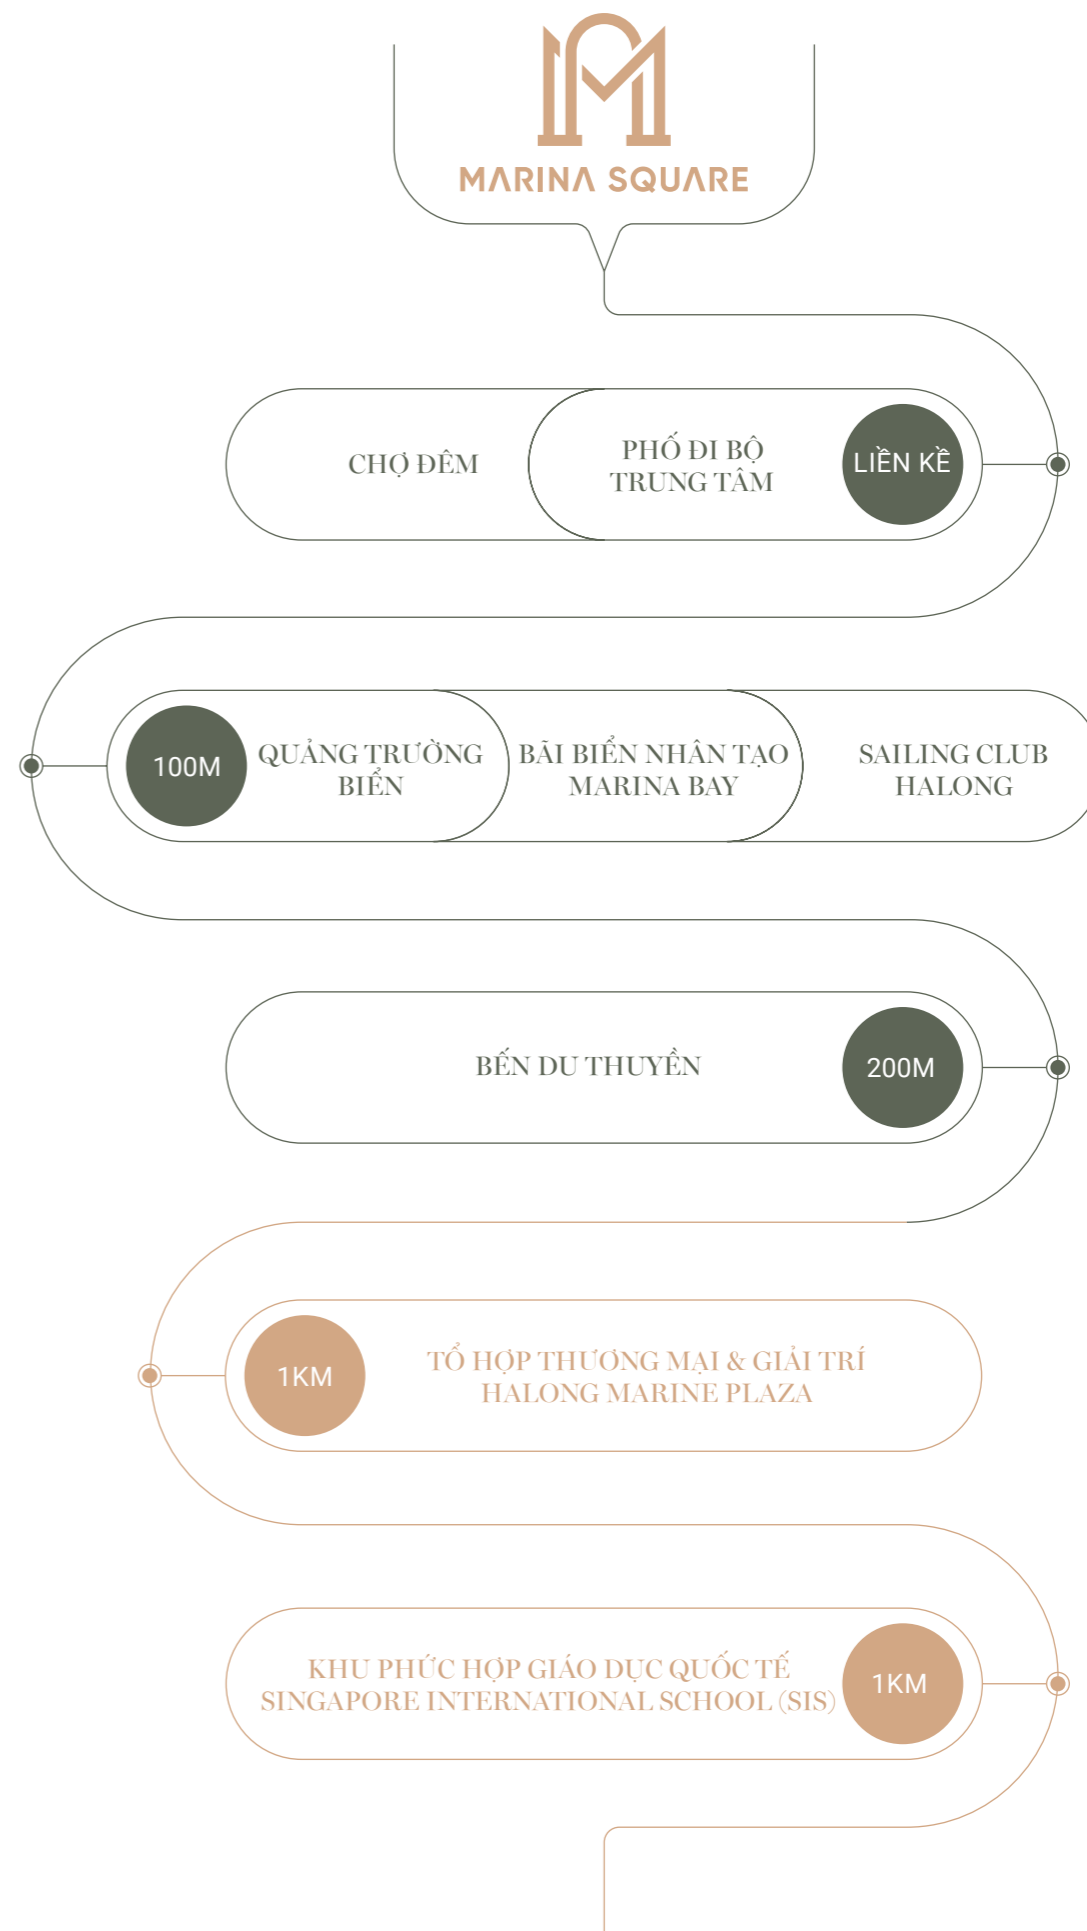 MARINA SQUARE
CHỢ ĐÊM
PHỐ ĐI BỘ
TRUNG TÂM
LIỀN KỀ
100M
QUẢNG TRƯỜNG
BIỂN
BÃI BIỂN NHÂN TẠO
MARINA BAY
SAILING CLUB
HALONG
BẾN DU THUYỀN
200M
1KM
TỔ HỢP THƯƠNG MẠI & GIẢI TRÍ
HALONG MARINE PLAZA
KHU PHỨC HỢP GIÁO DỤC QUỐC TẾ
SINGAPORE INTERNATIONAL SCHOOL (SIS)
1KM